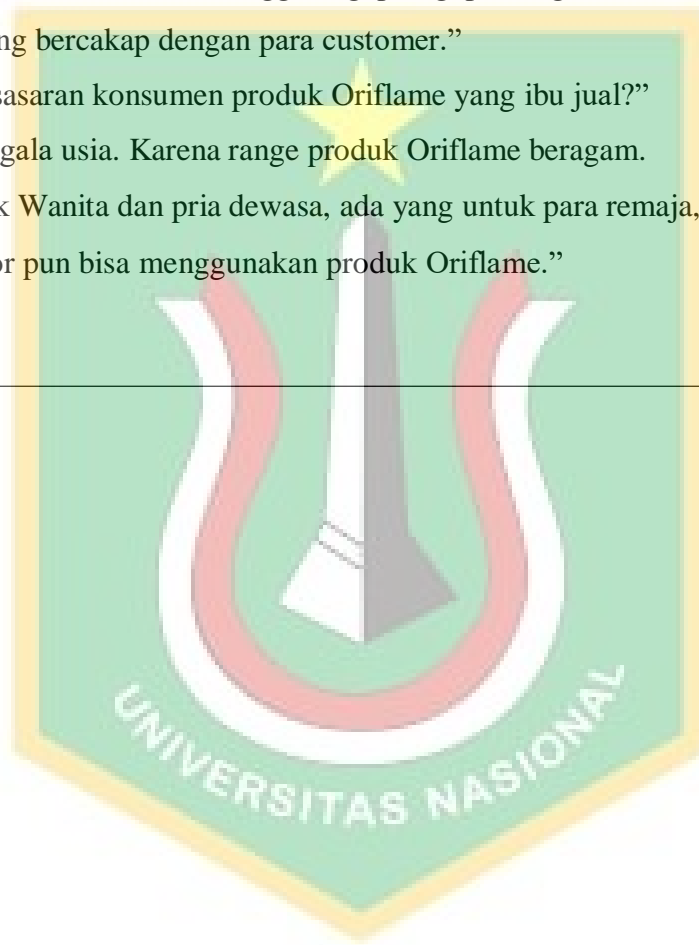 ng bercakap dengan para customer.”
sasaran konsumen produk Oriflame yang ibu jual?”
gala usia. Karena range produk Oriflame beragam.
k Wanita dan pria dewasa, ada yang untuk para remaja,
or pun bisa menggunakan produk Oriflame.”
UNIVERSITAS NASIONAL